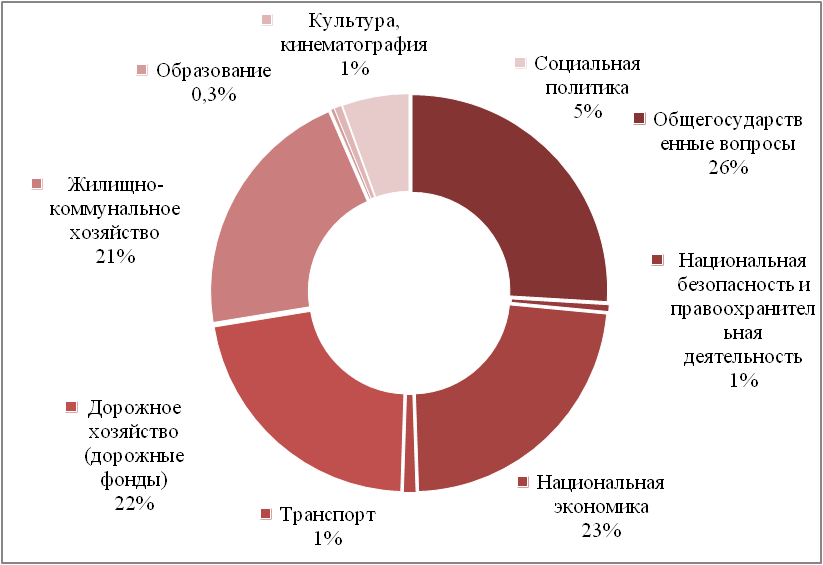 Культура,
кинематография
1%
Образование
0,3%
Социальная
политика
5%
Общегосударств
енные вопросы
26%
Жилищно-
коммунальное
хозяйство
21%
Национальная
безопасность и
правоохранител
ьная
деятельность
1%
Дорожное
хозяйство
(дорожные
фонды)
22%
Транспорт
1%
Национальная
экономика
23%